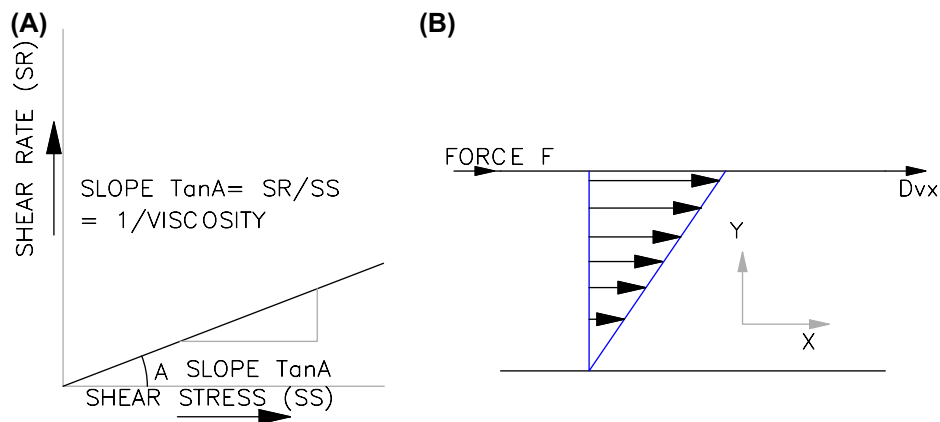 (A)
SHEAR RATE (SR)
SLOPE TanA= SR/SS
= 1/VISCOSITY
A SLOPE TanA
SHEAR STRESS (SS)
(B)
FORCE F
Dvx
Y
X